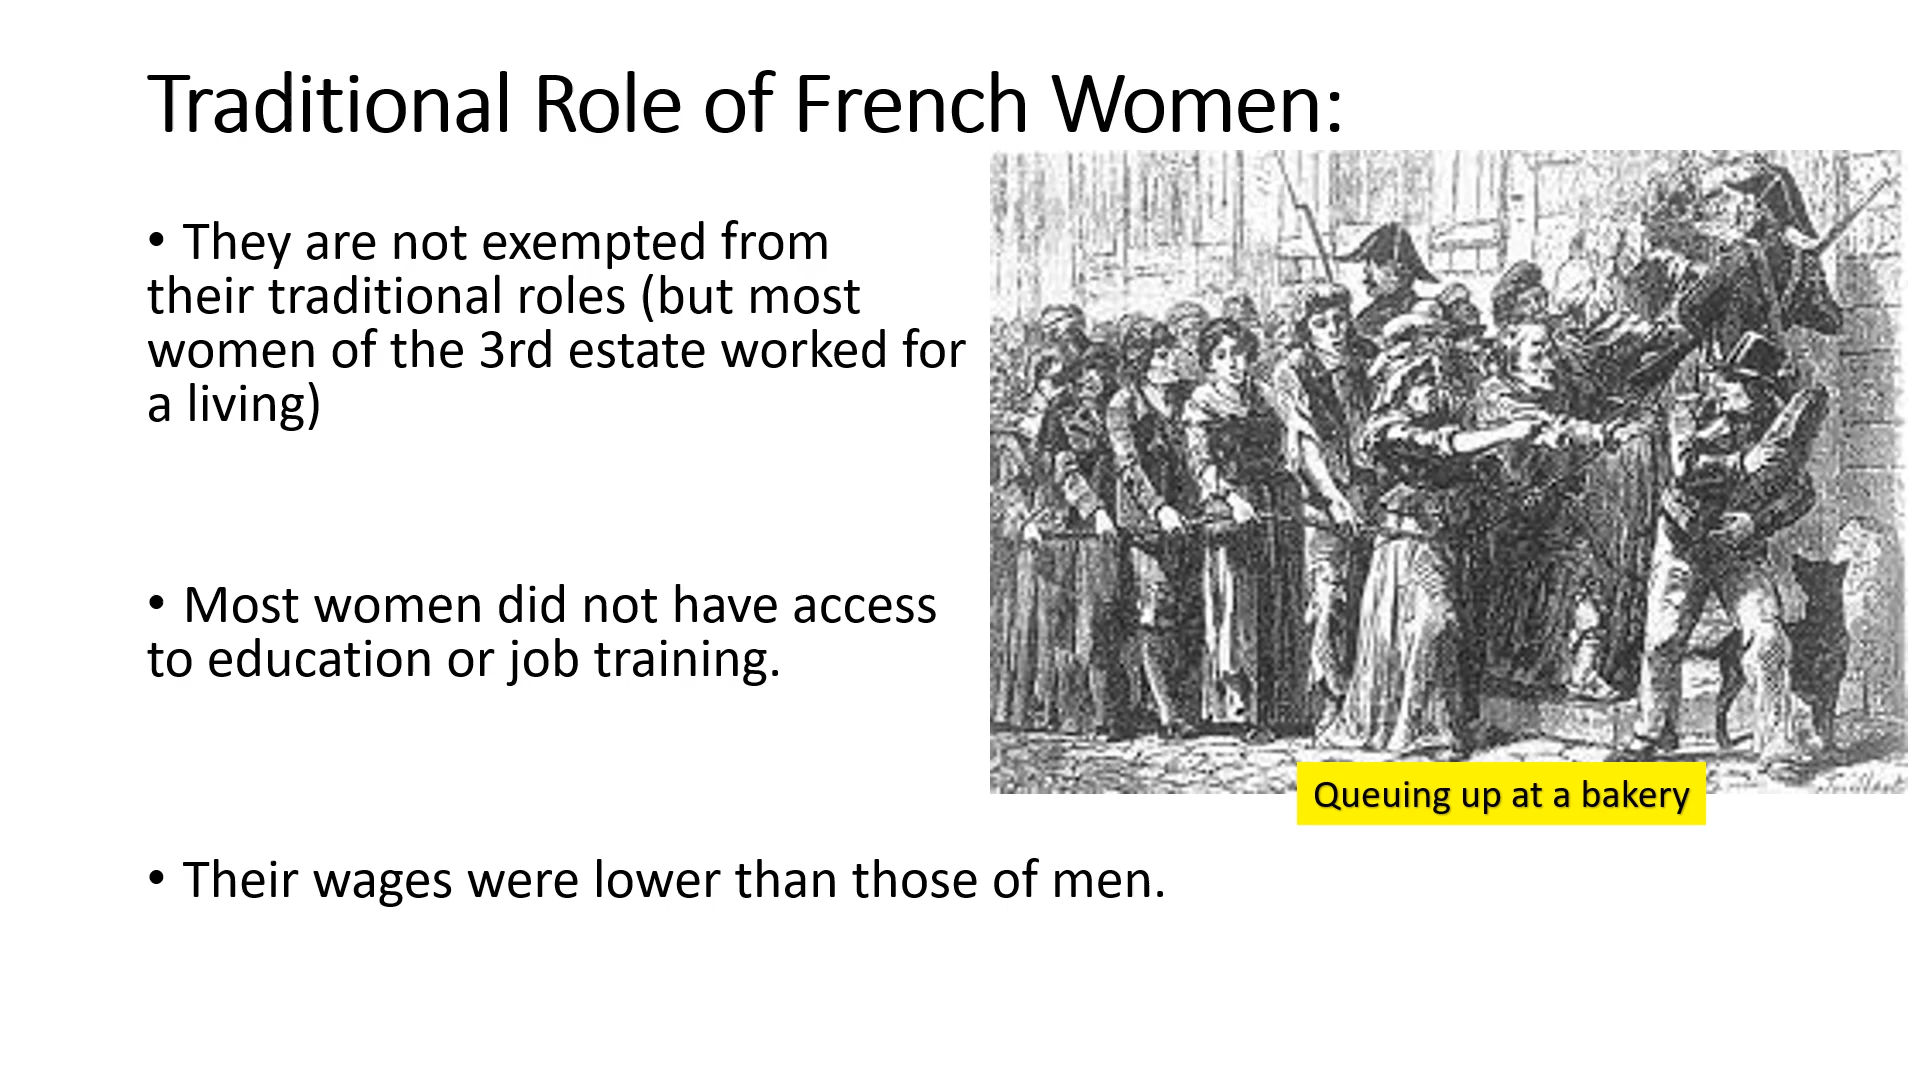 Traditional Role of French Women:
• They are not exempted from
their traditional roles (but most
women of the 3rd estate worked for
a living)
• Most women did not have access
to education or job training.
Queuing up at a bakery
• Their wages were lower than those of men.